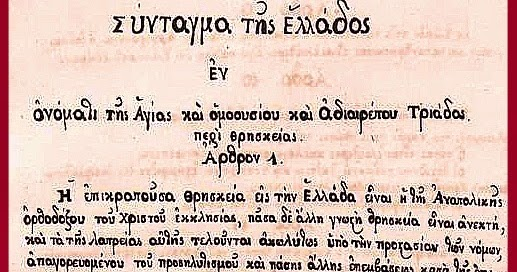 Σύνταγμα τῆς Ἑλλάδος
ἐν
ὀνόματι τῆς Ἁγίας καὶ ὁμοουσίου καὶ ἀδιαιρέτου Τριάδος.
περὶ θρησκείας.
Ἄρθρον 1.
Ἡ ἐπικρατοῦσα θρησκεία εἰς τὴν Ἑλλάδα εἶναι ἡ τῆς Ἀνατολικῆς
ὀρθοδόξου τοῦ Χριστοῦ ἐκκλησίας, πᾶσα δὲ ἄλλη γνωστὴ θρησκεία εἶναι ἀνεκτὴ,
καὶ τὰ τῆς λατρείας αὐτῆς τελοῦνται ἀκωλύτως ὑπὸ τὴν προστασίαν τῶν νόμων,
ἀπαγορευομένου τοῦ προσηλυτισμοῦ καὶ πάσης ἄλλης ἐπεμβάσεως κατὰ τῆς